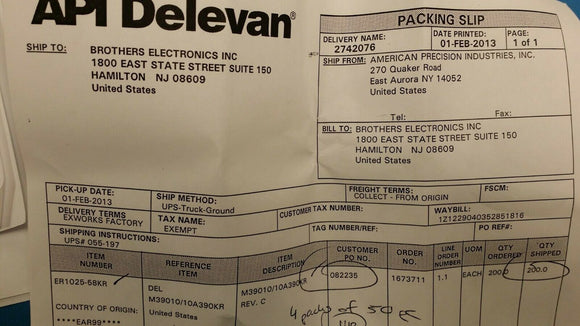 API Delevan®
PACKING SLIP
DELIVERY NAME:
2742076
DATE PRINTED:
01-FEB-2013
PAGE:
1 of 1
SHIP TO:
BROTHERS ELECTRONICS INC
1800 EAST STATE STREET SUITE 150
HAMILTON NJ 08609
United States
SHIP FROM: AMERICAN PRECISION INDUSTRIES, INC.
270 Quaker Road
East Aurora NY 14052
United States
Tel: Fax:
BILL TO: BROTHERS ELECTRONICS INC
1800 EAST STATE STREET SUITE 150
HAMILTON NJ 08609
United States
PICK-UP DATE:
01-FEB-2013
SHIP METHOD:
UPS-Truck-Ground
FREIGHT TERMS:
COLLECT - FROM ORIGIN
FSCM:
DELIVERY TERMS
EXWORKS FACTORY
TAX NAME:
EXEMPT
CUSTOMER TAX NUMBER:
WAYBILL:
1Z1229040352851816
SHIPPING INSTRUCTIONS:
UPS# 055-197
TAG NUMBER/REF:
PO REF#:
ITEM NUMBER
REFERENCE ITEM
ITEM DESCRIPTION
CUSTOMER PO NO.
ORDER NO.
LINE ORDER NUMBER
UOM
QTY ORDERED
QTY SHIPPED
ER1025-58KR
DEL
M39010/10A390KR
M39010/10A390KR
REV. C
082235
1673711
1.1
EACH
200.0
200.0
COUNTRY OF ORIGIN:
****EAR99****
4 packs of 50